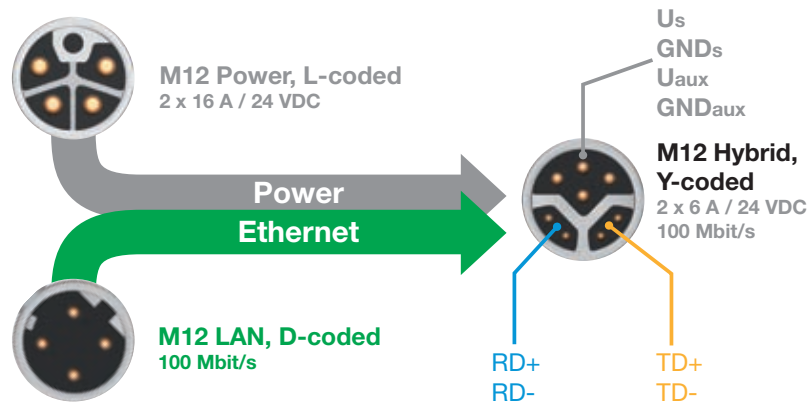 M12 Power, L-coded
2 x 16 A / 24 VDC
Us
GNDs
Uaux
GNDaux
M12 Hybrid,
Y-coded
2 x 6 A / 24 VDC
100 Mbit/s
Power
Ethernet
M12 LAN, D-coded
100 Mbit/s
RD+
RD-
TD+
TD-